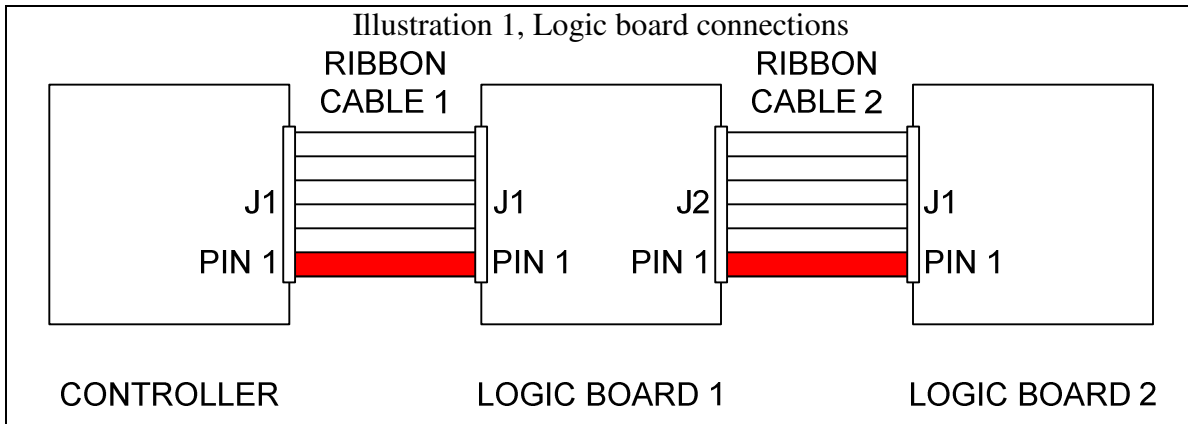 Illustration 1, Logic board connections
RIBBON
CABLE 1
RIBBON
CABLE 2
J1
J1
J2
J1
PIN 1
PIN 1
PIN 1
PIN 1
CONTROLLER
LOGIC BOARD 1
LOGIC BOARD 2